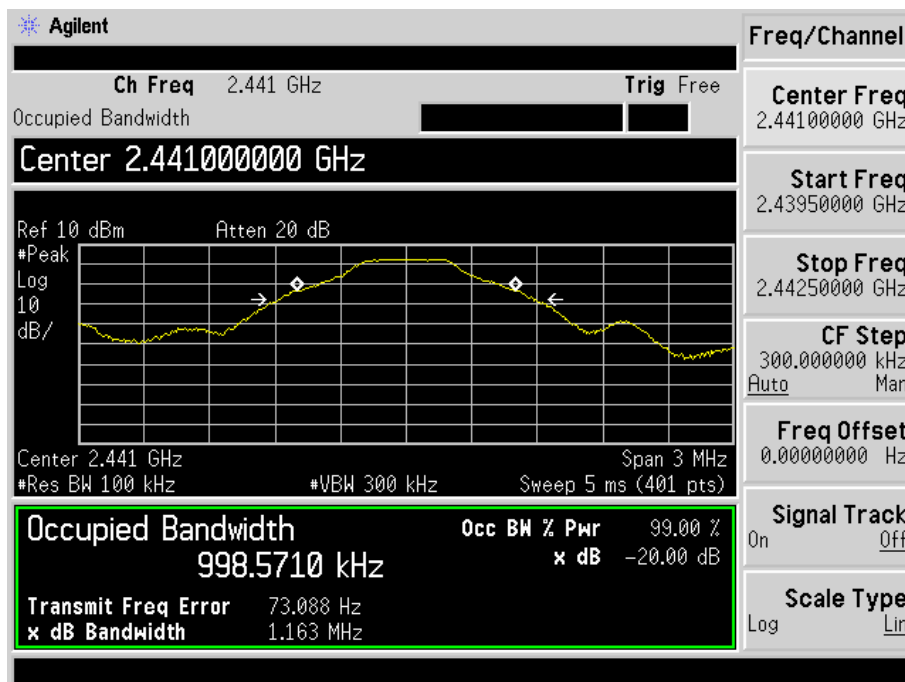 Agilent
Freq/Channel
Ch Freq 2.441 GHz Trig Free
Occupied Bandwidth
Center 2.441000000 GHz
Ref 10 dBm Atten 20 dB
#Peak
Log
10
dB/
Center 2.441 GHz Span 3 MHz
#Res BW 100 kHz #VBW 300 kHz Sweep 5 ms (401 pts)
Occupied Bandwidth Occ BW % Pwr 99.00 %
998.5710 kHz x dB -20.00 dB
Transmit Freq Error 73.088 Hz
x dB Bandwidth 1.163 MHz
Center Freq
2.44100000 GHz
Start Freq
2.43950000 GHz
Stop Freq
2.44250000 GHz
CF Step
300.000000 kHz
Auto Man
Freq Offset
0.00000000 Hz
Signal Track
On Off
Scale Type
Log Lin